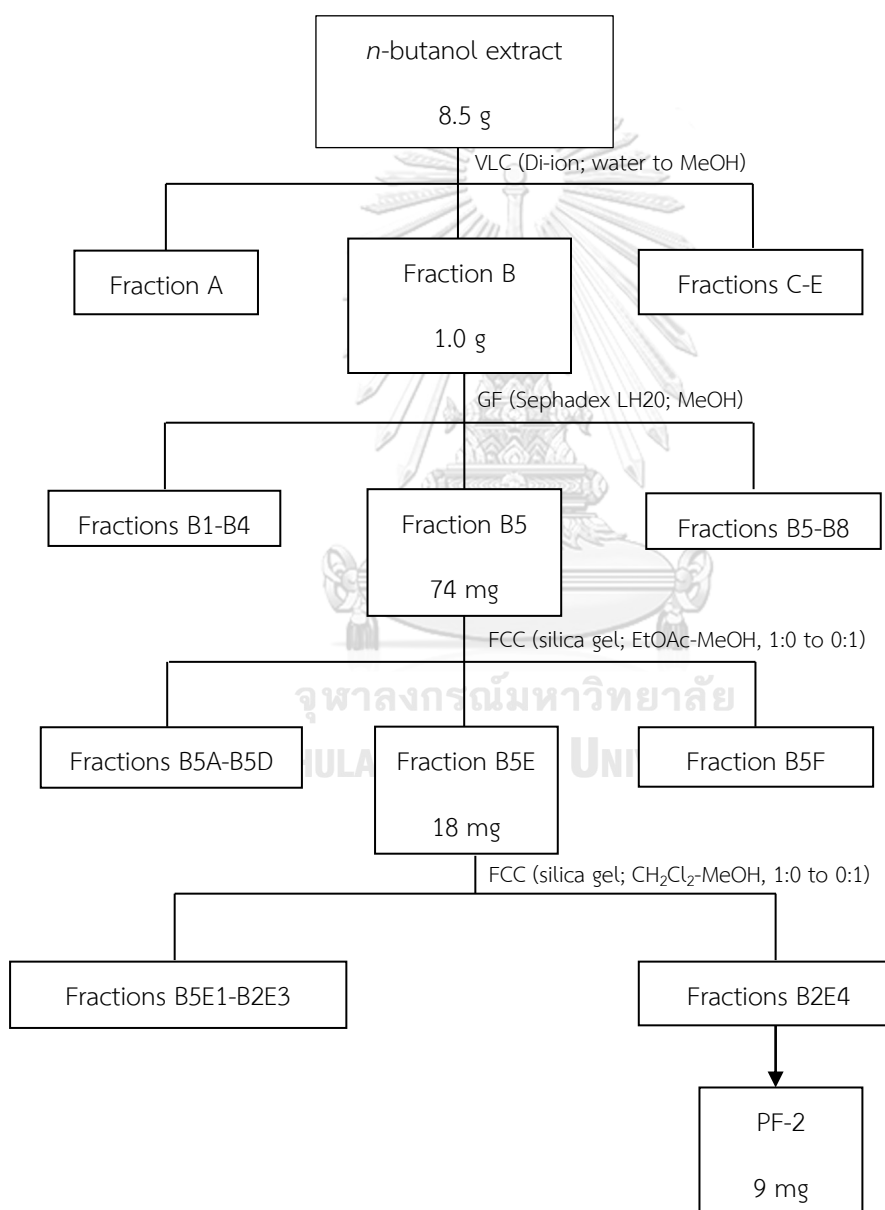 n-butanol extract
8.5 g
VLC (Di-ion; water to MeOH)
Fraction A
Fraction B
1.0 g
Fractions C-E
GF (Sephadex LH20; MeOH)
Fractions B1-B4
Fraction B5
74 mg
Fractions B5-B8
FCC (silica gel; EtOAc-MeOH, 1:0 to 0:1)
จุฬาลงกรณ์มหาวิทยาลัย
Fractions B5A-B5D
Fraction B5E
18 mg
Fraction B5F
FCC (silica gel; CH₂Cl₂-MeOH, 1:0 to 0:1)
Fractions B5E1-B2E3
Fractions B2E4
PF-2
9 mg